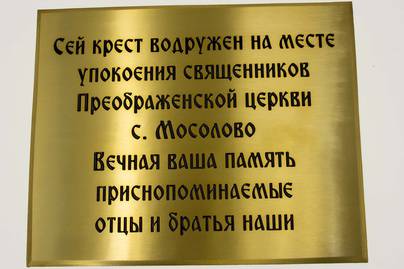 Сей крест водружен на месте
упокоения священников
Преображенской церкви
с. Мосолово
Вечная ваша память
приснопоминаемые
отцы и братья наши